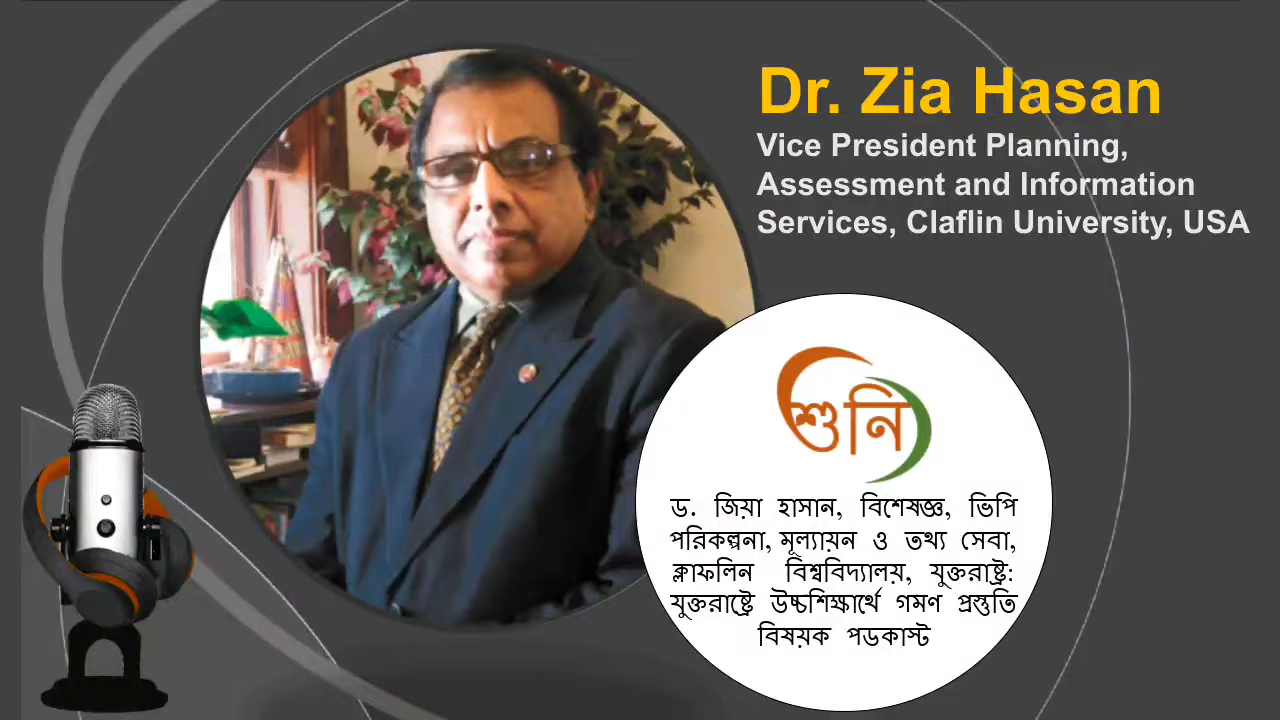 Dr. Zia Hasan
Vice President Planning,
Assessment and Information
Services, Claflin University, USA
শুনি
ড. জিয়া হাসান, বিশেষজ্ঞ, ভিপি
পরিকল্পনা, মূল্যায়ন ও তথ্য সেবা,
ক্লাফলিন বিশ্ববিদ্যালয়, যুক্তরাষ্ট্র:
যুক্তরাষ্ট্রে উচ্চশিক্ষার্থে গমণ প্রস্তুতি
বিষয়ক পডকাস্ট